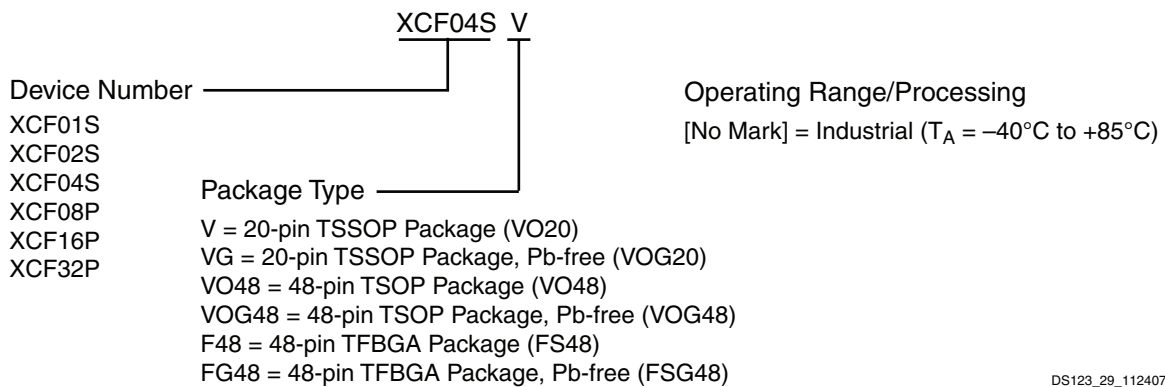 XCF04S V
Device Number
XCF01S
XCF02S
XCF04S
XCF08P
XCF16P
XCF32P
Package Type
V = 20-pin TSSOP Package (VO20)
VG = 20-pin TSSOP Package, Pb-free (VOG20)
VO48 = 48-pin TSOP Package (VO48)
VOG48 = 48-pin TSOP Package, Pb-free (VOG48)
F48 = 48-pin TFBGA Package (FS48)
FG48 = 48-pin TFBGA Package, Pb-free (FSG48)
Operating Range/Processing
[No Mark] = Industrial (TA = –40°C to +85°C)
DS123_29_112407